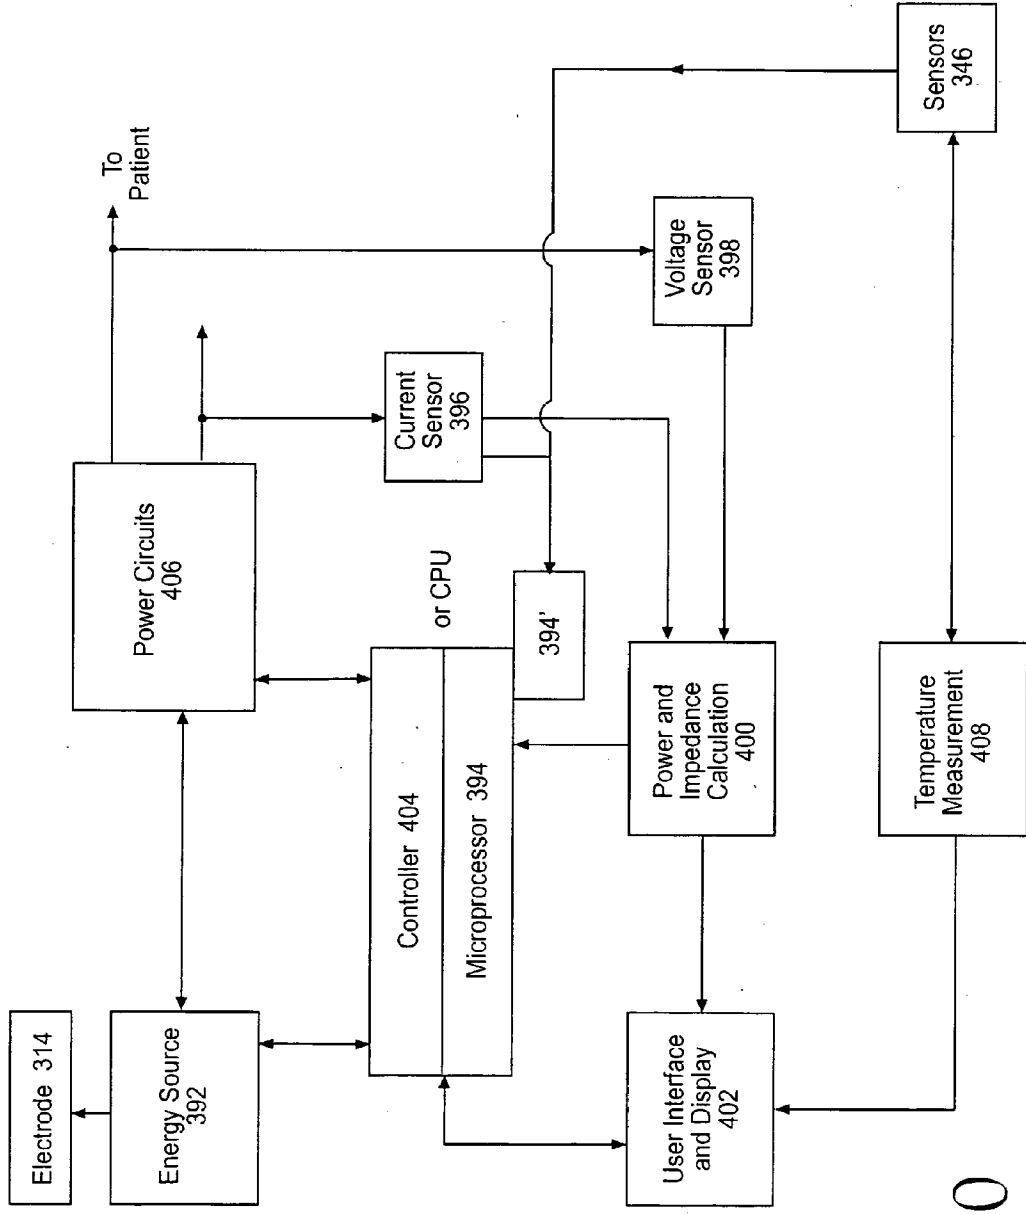 Electrode 314
Energy Source
392
Power Circuits
406
To
Patient
Controller 404
Microprocessor 394
or CPU
394'
Current
Sensor
396
User Interface
and Display
402
Power and
Impedance
Calculation
400
Voltage
Sensor
398
Temperature
Measurement
408
Sensors
346